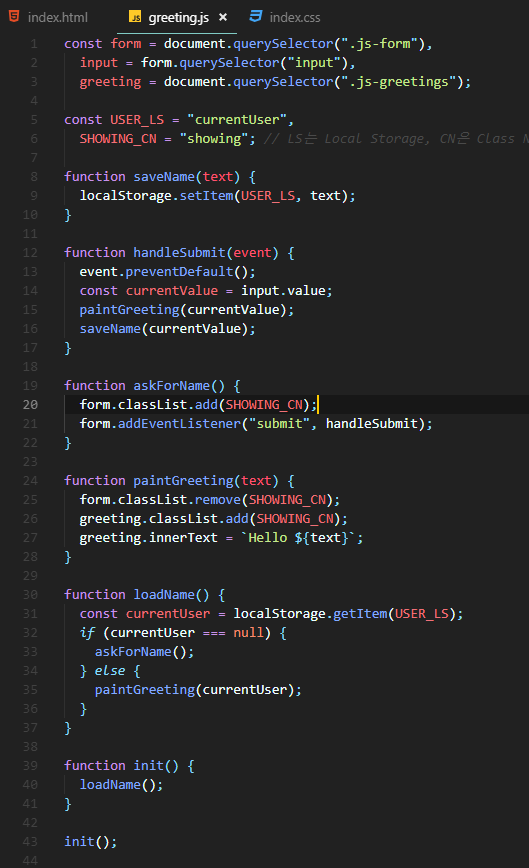 index.html
JS greeting.js ×
index.css
1 const form = document.querySelector(".js-form"),
2   input = form.querySelector("input"),
3   greeting = document.querySelector(".js-greetings");
4
5 const USER_LS = "currentUser",
6   SHOWING_CN = "showing"; // LS는 Local Storage, CN은 Class
7
8 function saveName(text) {
9   localStorage.setItem(USER_LS, text);
10 }
11
12 function handleSubmit(event) {
13   event.preventDefault();
14   const currentValue = input.value;
15   paintGreeting(currentValue);
16   saveName(currentValue);
17 }
18
19 function askForName() {
20   form.classList.add(SHOWING_CN);
21   form.addEventListener("submit", handleSubmit);
22 }
23
24 function paintGreeting(text) {
25   form.classList.remove(SHOWING_CN);
26   greeting.classList.add(SHOWING_CN);
27   greeting.innerText = `Hello ${text}`;
28 }
29
30 function loadName() {
31   const currentUser = localStorage.getItem(USER_LS);
32   if (currentUser === null) {
33     askForName();
34   } else {
35     paintGreeting(currentUser);
36   }
37 }
38
39 function init() {
40   loadName();
41 }
42
43 init();
44